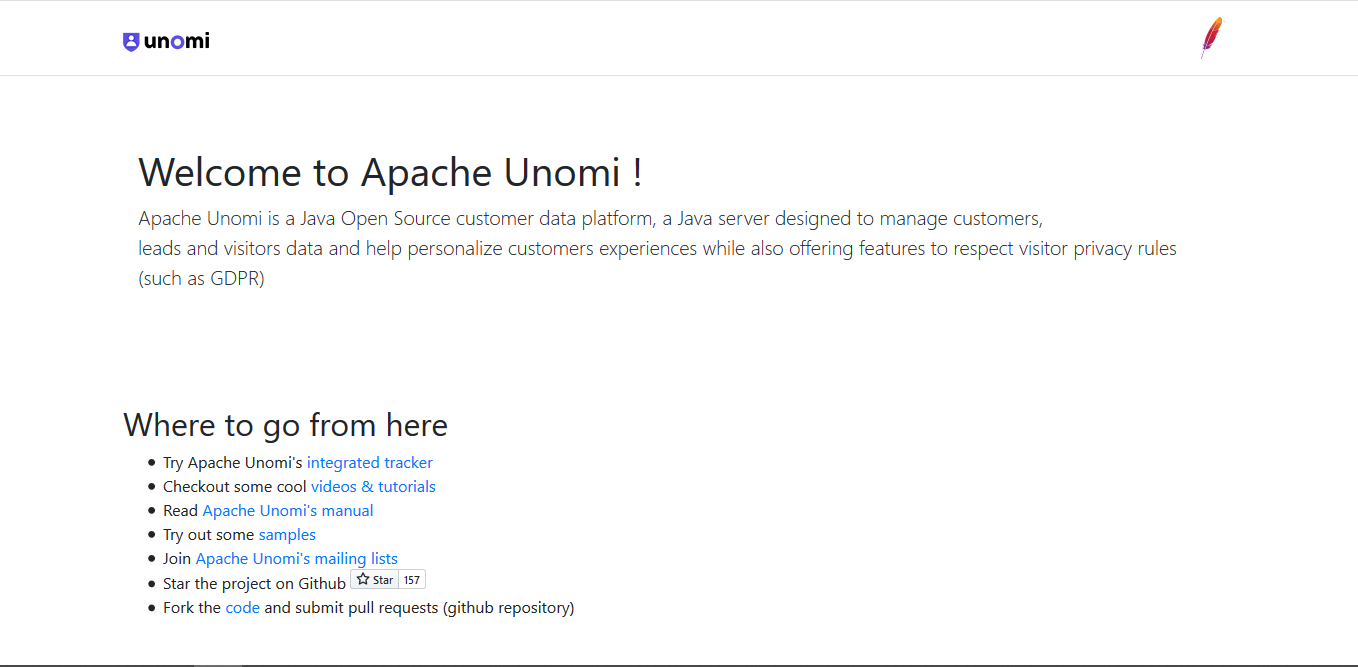 unomi
Welcome to Apache Unomi !
Apache Unomi is a Java Open Source customer data platform, a Java server designed to manage customers,
leads and visitors data and help personalize customers experiences while also offering features to respect visitor privacy rules
(such as GDPR)
Where to go from here
Try Apache Unomi's integrated tracker
Checkout some cool videos & tutorials
Read Apache Unomi's manual
Try out some samples
Join Apache Unomi's mailing lists
Star the project on Github Star 157
Fork the code and submit pull requests (github repository)